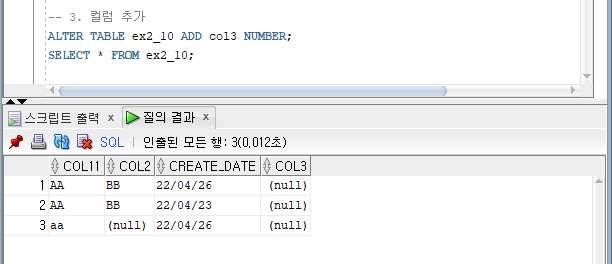 -- 3. 컬럼 추가
ALTER TABLE ex2_10 ADD col3 NUMBER;
SELECT * FROM ex2_10;
스크립트 출력 x 질의 결과 x
SQL | 인출된 모든 행: 3(0,012초)
COL11 COL2 CREATE_DATE COL3
1 AA BB 22/04/26 (null)
2 AA BB 22/04/23 (null)
3 aa (null) 22/04/26 (null)